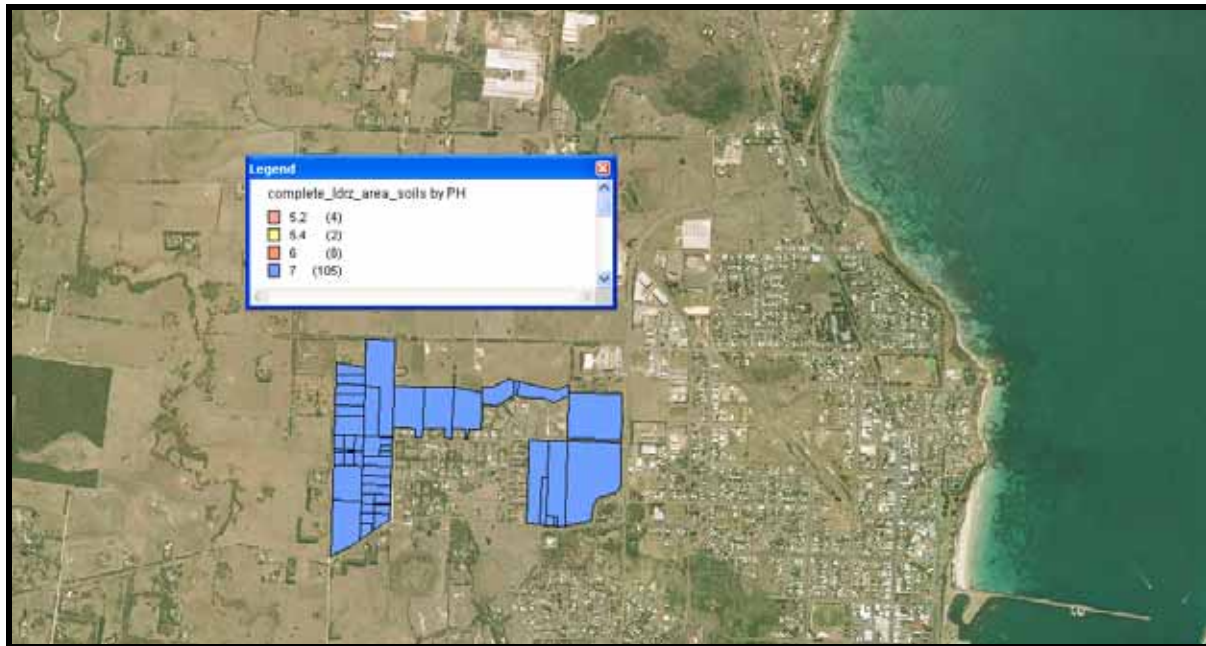 Legend
complete_ldrz_area_soils by PH
5.2 (4)
5.4 (2)
6 (8)
7 (105)